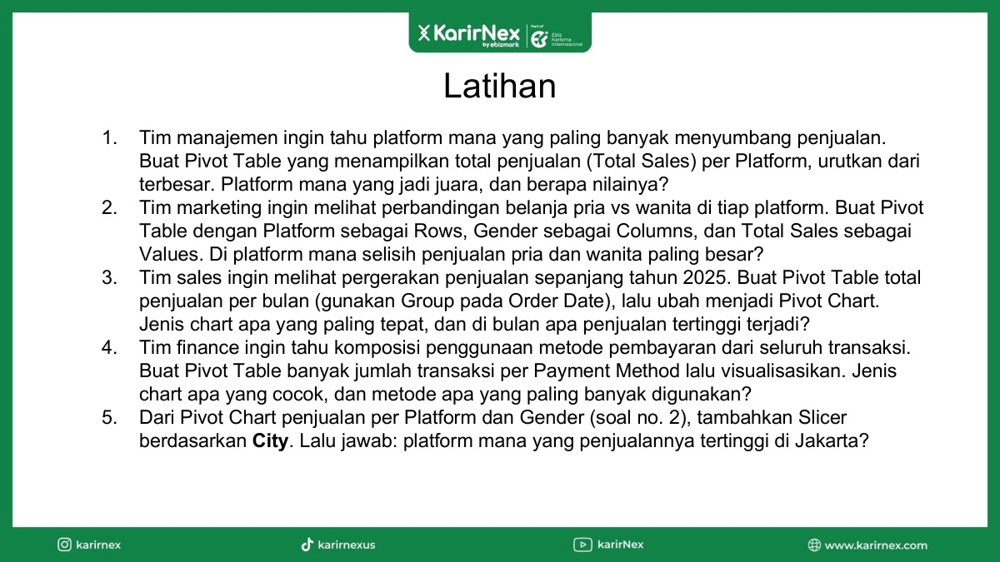 KarirNex
by ebizmark
Part of
Ebiz
Karisma
Internasional
Latihan
1. Tim manajemen ingin tahu platform mana yang paling banyak menyumbang penjualan.
Buat Pivot Table yang menampilkan total penjualan (Total Sales) per Platform, urutkan dari
terbesar. Platform mana yang jadi juara, dan berapa nilainya?
2. Tim marketing ingin melihat perbandingan belanja pria vs wanita di tiap platform. Buat Pivot
Table dengan Platform sebagai Rows, Gender sebagai Columns, dan Total Sales sebagai
Values. Di platform mana selisih penjualan pria dan wanita paling besar?
3. Tim sales ingin melihat pergerakan penjualan sepanjang tahun 2025. Buat Pivot Table total
penjualan per bulan (gunakan Group pada Order Date), lalu ubah menjadi Pivot Chart.
Jenis chart apa yang paling tepat, dan di bulan apa penjualan tertinggi terjadi?
4. Tim finance ingin tahu komposisi penggunaan metode pembayaran dari seluruh transaksi.
Buat Pivot Table banyak jumlah transaksi per Payment Method lalu visualisasikan. Jenis
chart apa yang cocok, dan metode apa yang paling banyak digunakan?
5. Dari Pivot Chart penjualan per Platform dan Gender (soal no. 2), tambahkan Slicer
berdasarkan City. Lalu jawab: platform mana yang penjualannya tertinggi di Jakarta?
karirnex
karirnexus
karirNex
www.karirnex.com